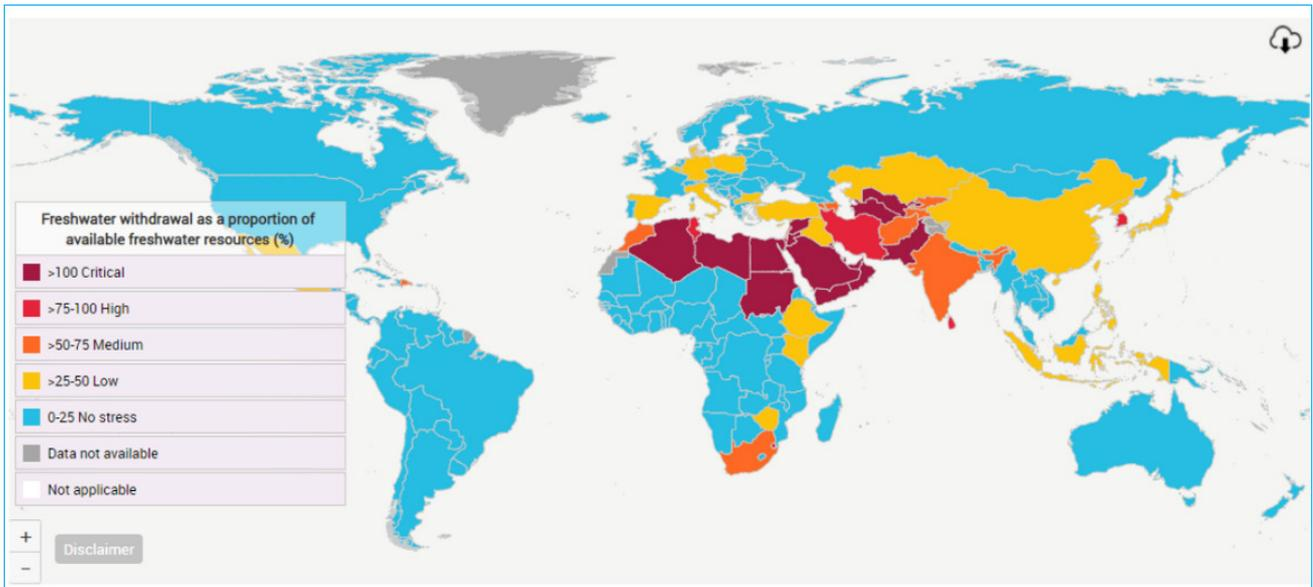 Freshwater withdrawal as a proportion of
available freshwater resources (%)
>100 Critical
>75-100 High
>50-75 Medium
>25-50 Low
0-25 No stress
Data not available
Not applicable
+
Disclaimer
−